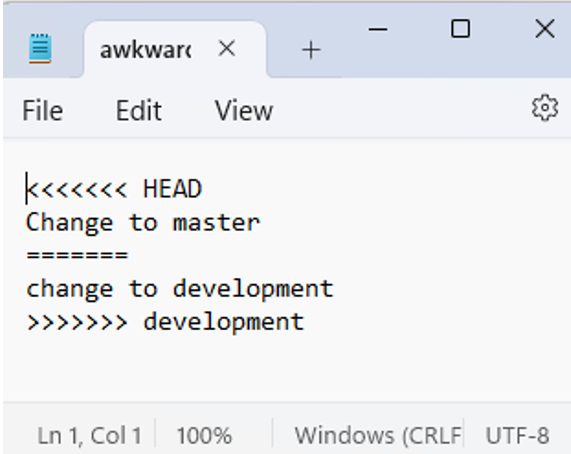 awkwarc
File Edit View
<<<<<<< HEAD
Change to master
=======
change to development
>>>>>>> development
Ln 1, Col 1 100% Windows (CRLF UTF-8